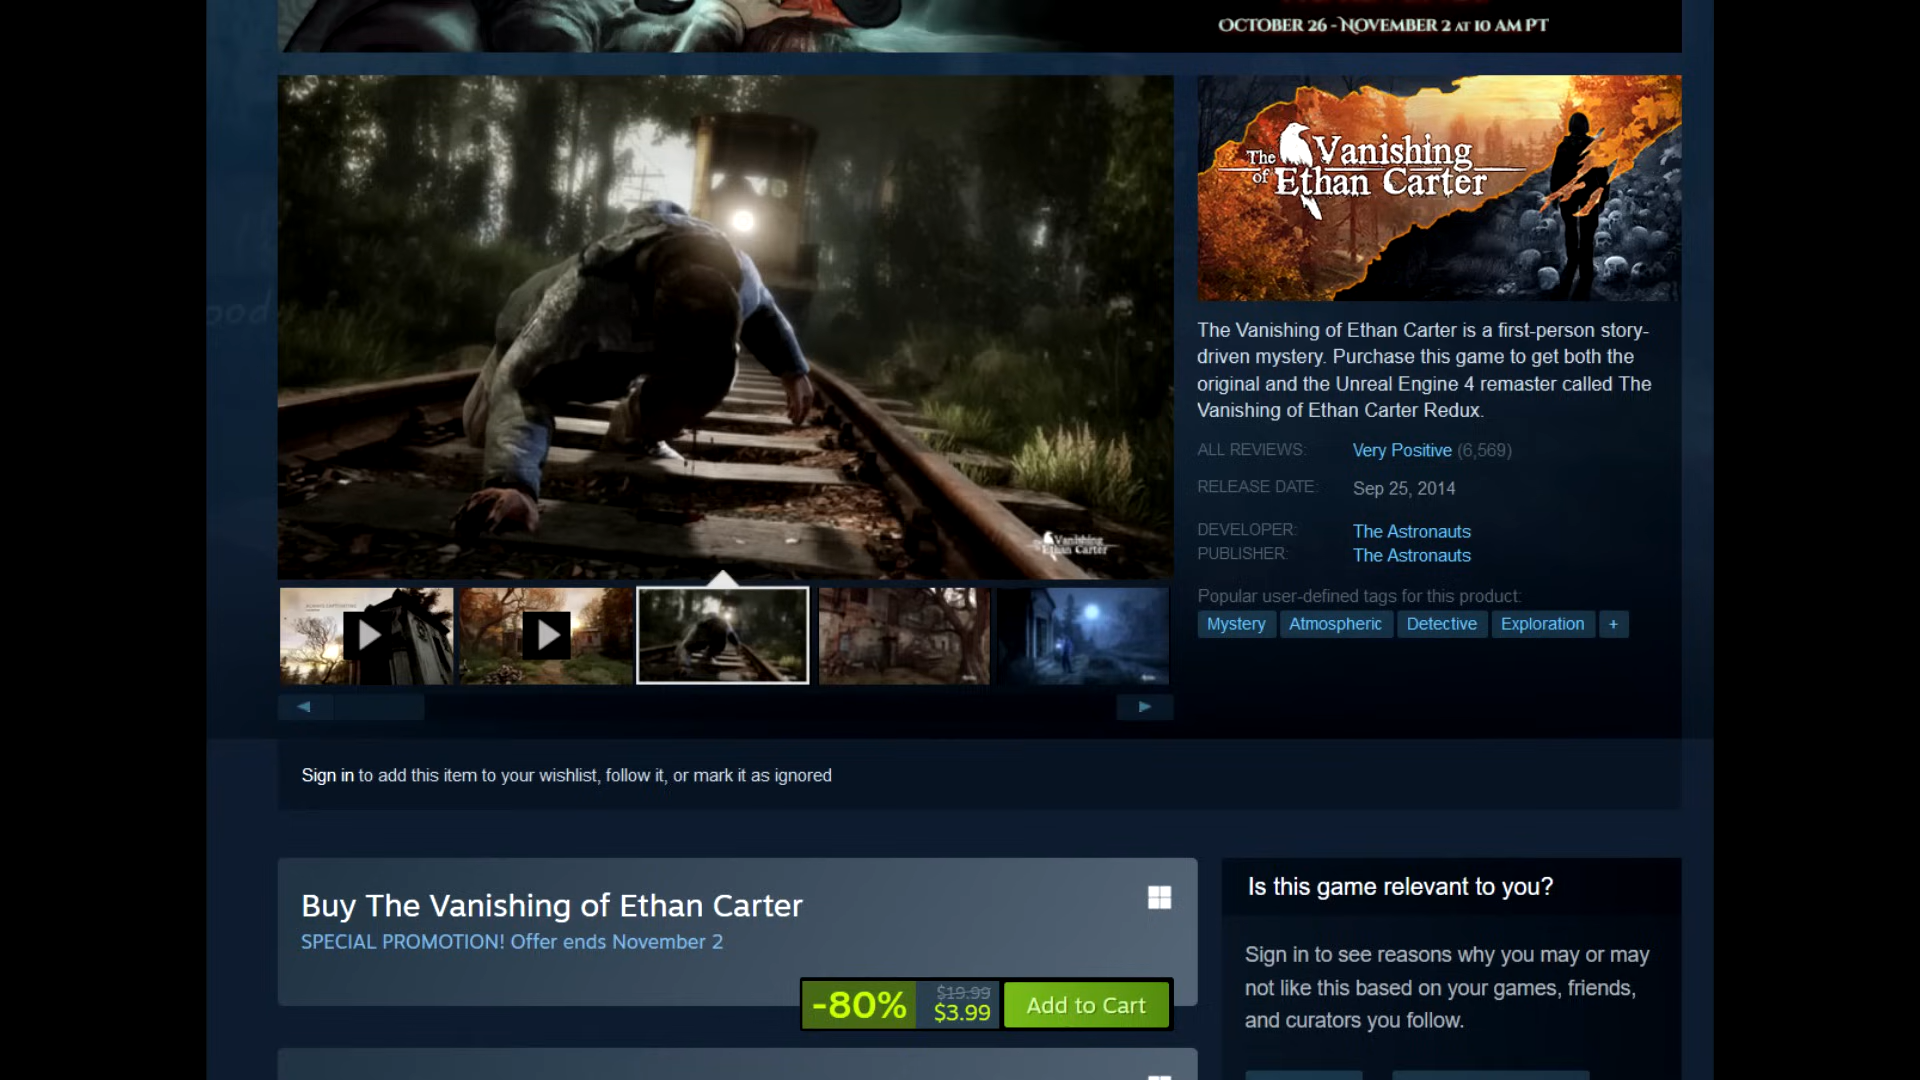 OCTOBER 26 - NOVEMBER 2 AT 10 AM PT
The Vanishing
of Ethan Carter
The Vanishing of Ethan Carter is a first-person story-
driven mystery. Purchase this game to get both the
original and the Unreal Engine 4 remaster called The
Vanishing of Ethan Carter Redux.
ALL REVIEWS: Very Positive (6,569)
RELEASE DATE: Sep 25, 2014
DEVELOPER: The Astronauts
PUBLISHER: The Astronauts
Popular user-defined tags for this product:
Mystery Atmospheric Detective Exploration +
Vanishing
Ethan Carter
Sign in to add this item to your wishlist, follow it, or mark it as ignored
Buy The Vanishing of Ethan Carter
SPECIAL PROMOTION! Offer ends November 2
-80% $19.99 $3.99 Add to Cart
Is this game relevant to you?
Sign in to see reasons why you may or may
not like this based on your games, friends,
and curators you follow.